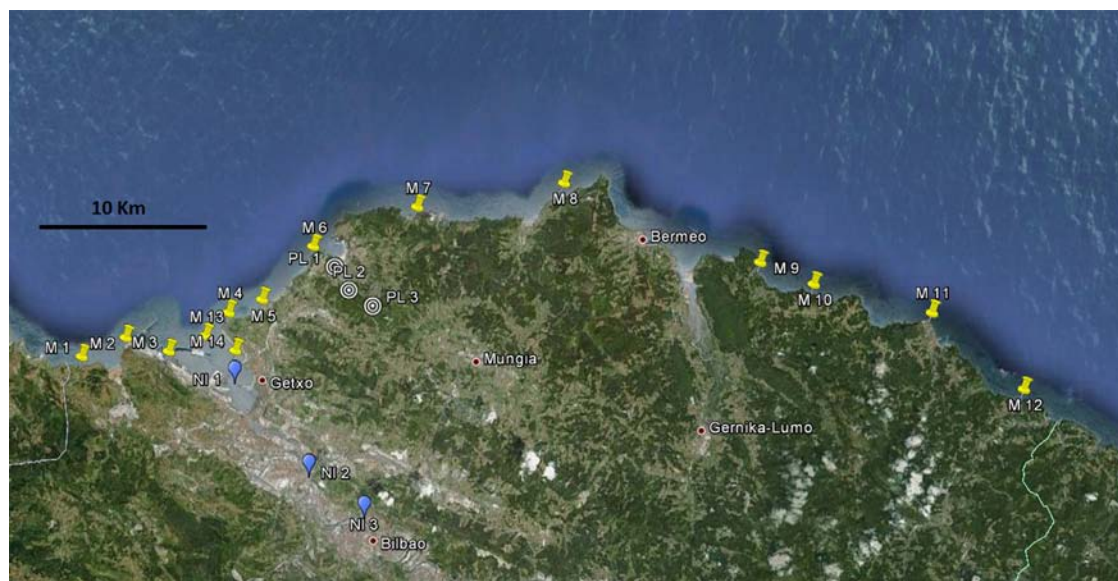 M 7
M 8
10 Km
M 6
Bermeo
PL 1
PL 2
M 9
PL 3
M 10
M 4
M 5
M 11
M 13
M 1
M 2
M 3
M 14
Mungia
NI 1
Getxo
M 12
Gernika-Lumo
NI 2
NI 3
Bilbao